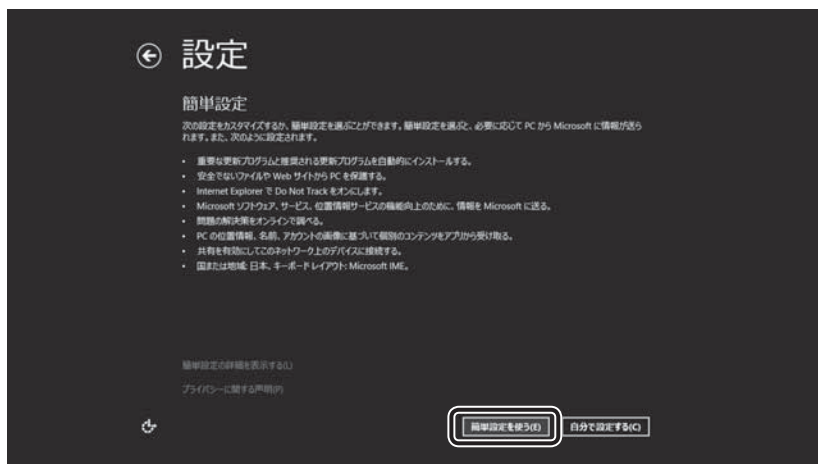 設定
簡単設定
次の設定をカスタマイズするか、簡単設定を選ぶことができます。簡単設定を選ぶと、必要に応じて PC から Microsoft に情報が送ら
れます。また、次のように設定されます。
• 重要な更新プログラムと推奨される更新プログラムを自動的にインストールする。
• 安全でないファイルや Web サイトから PC を保護する。
• Internet Explorer で Do Not Track をオンにします。
• Microsoft ソフトウェア、サービス、位置情報サービスの機能向上のために、情報を Microsoft に送る。
• 問題の解決策をオンラインで調べる。
• PC の位置情報、名前、アカウントの画像に基づいて個別のコンテンツをアプリから受け取る。
• 共有を有効にしてこのネットワーク上のデバイスに接続する。
• 国または地域: 日本、キーボード レイアウト: Microsoft IME。
簡単設定の詳細を表示する(L)
プライバシーに関する声明(P)
簡単設定を使う(E)
自分で設定する(C)